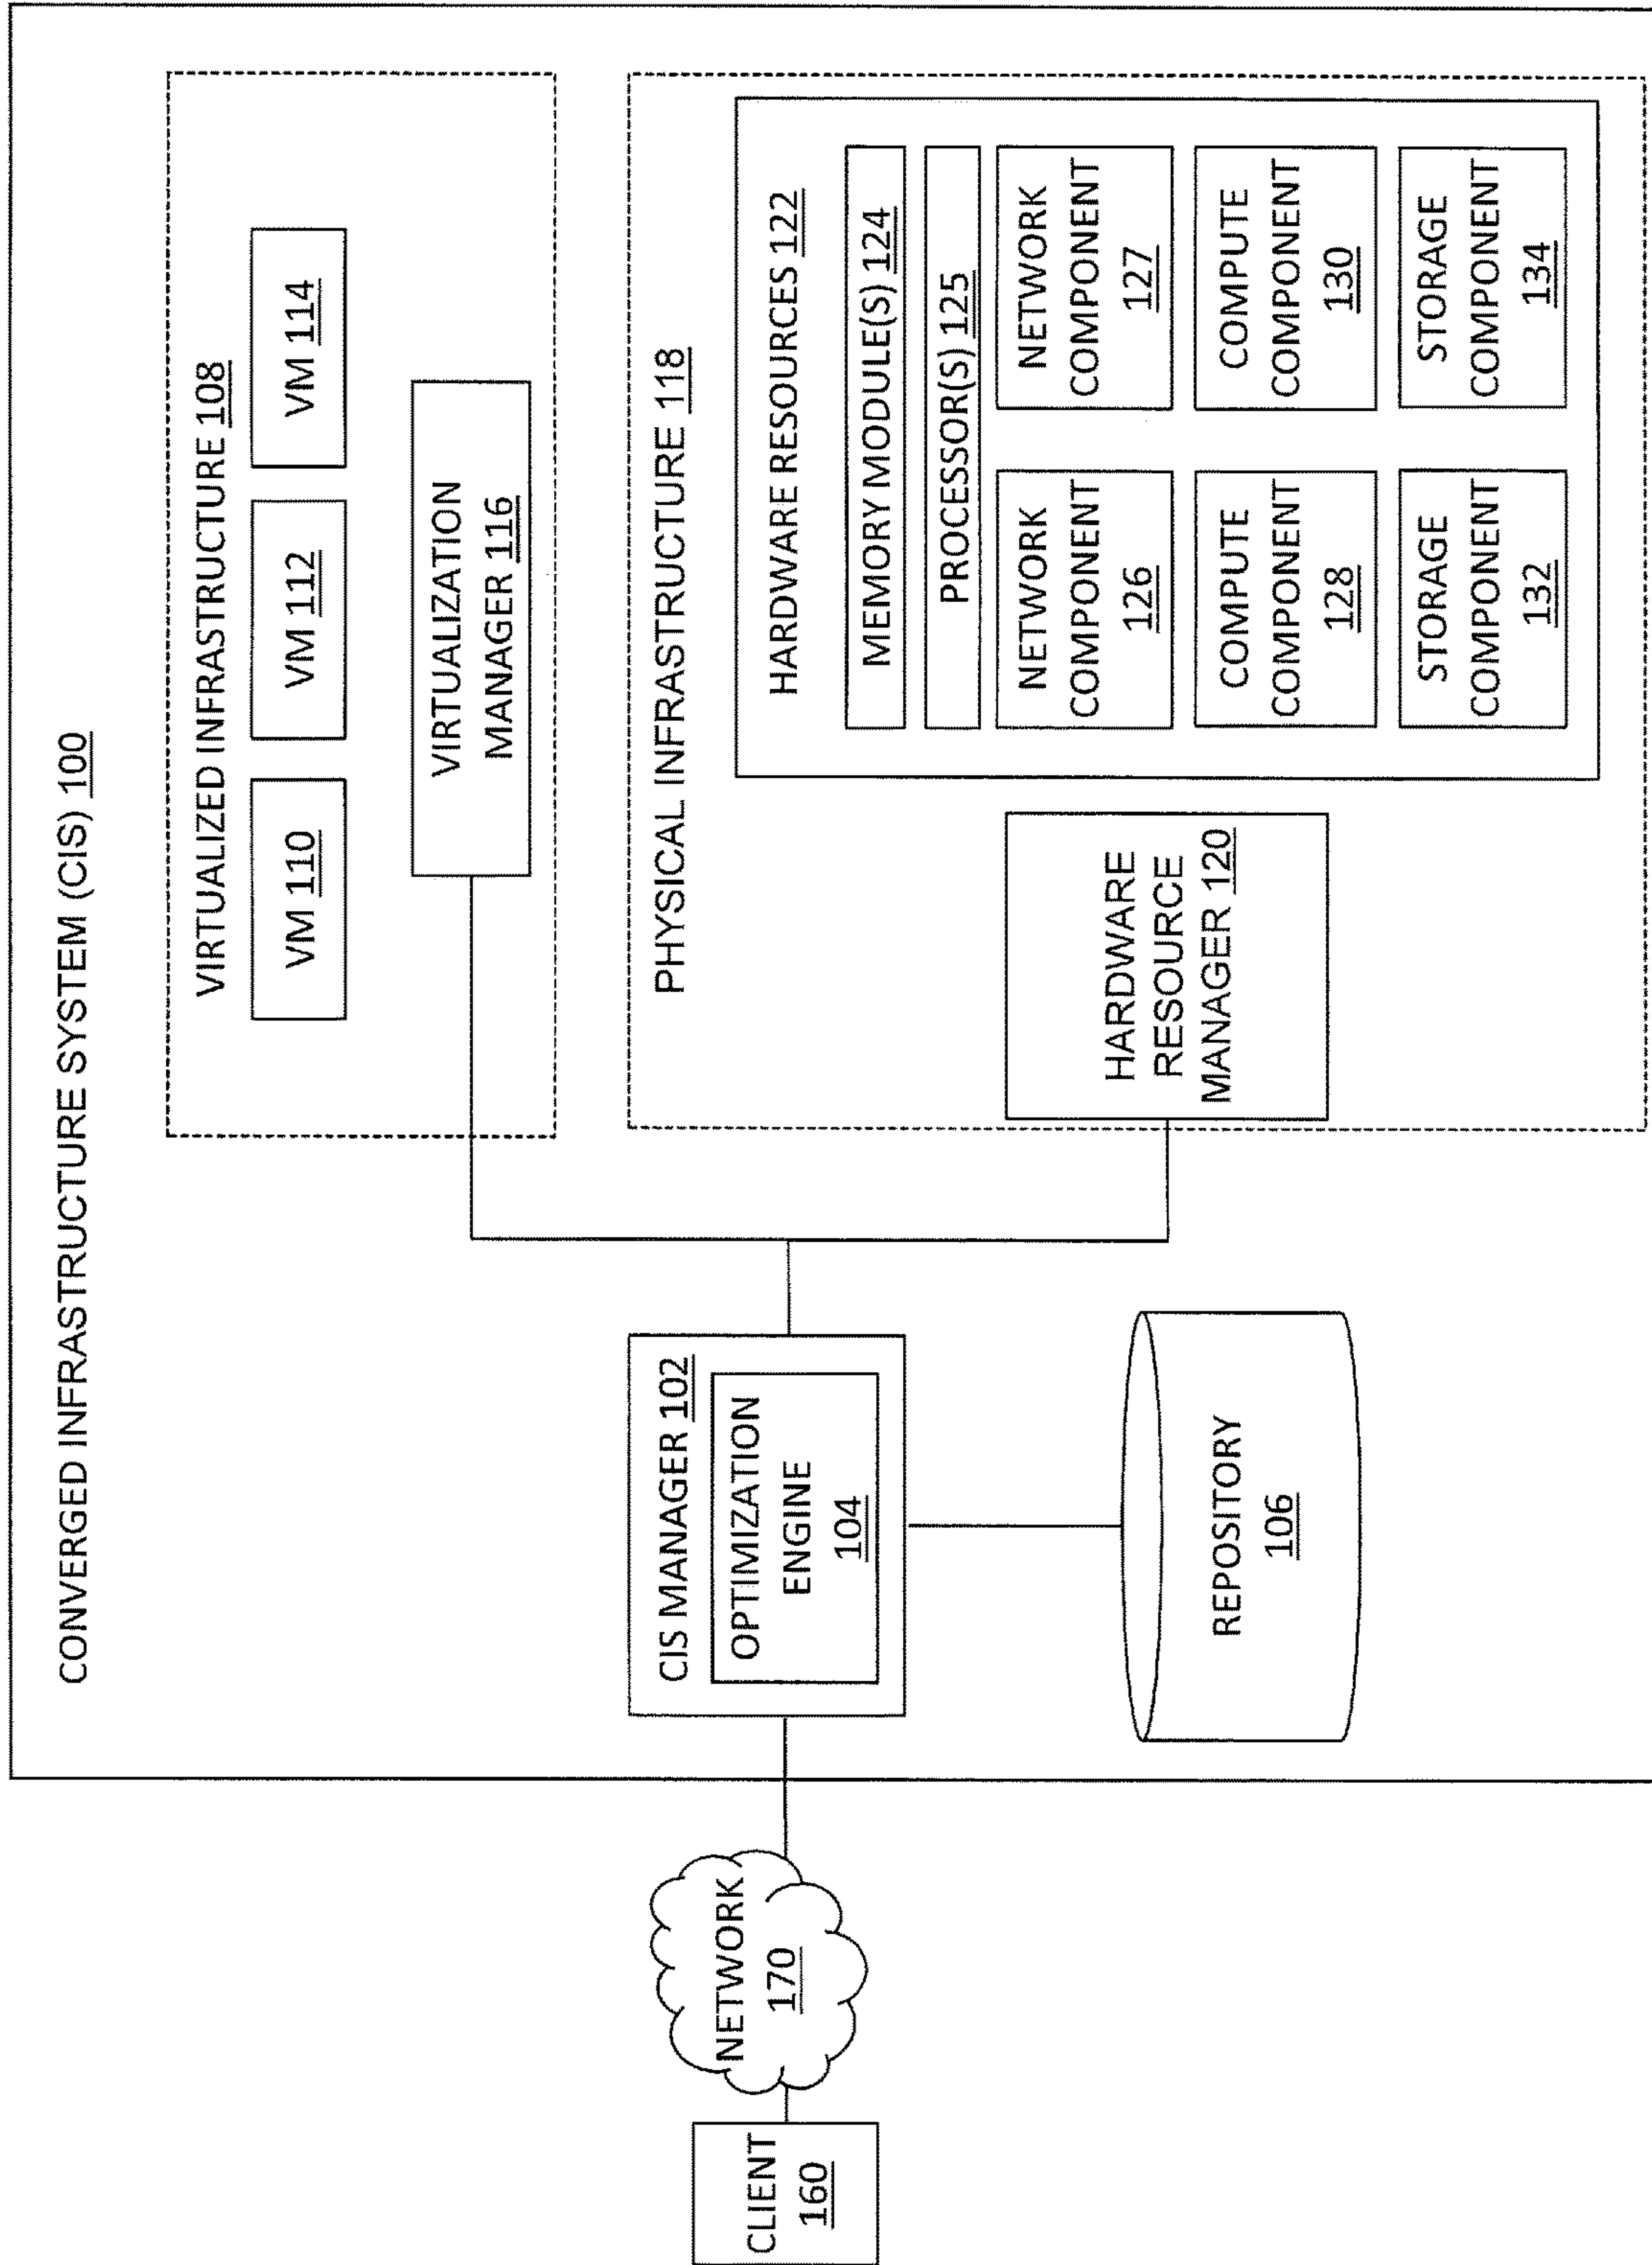 CONVERGED INFRASTRUCTURE SYSTEM (CIS) 100
CLIENT
160
NETWORK
170
CIS MANAGER 102
OPTIMIZATION
ENGINE
104
REPOSITORY
106
VIRTUALIZED INFRASTRUCTURE 108
VM 110
VM 112
VM 114
VIRTUALIZATION
MANAGER 116
PHYSICAL INFRASTRUCTURE 118
HARDWARE
RESOURCE
MANAGER 120
HARDWARE RESOURCES 122
MEMORY MODULE(S) 124
PROCESSOR(S) 125
NETWORK
COMPONENT
126
NETWORK
COMPONENT
127
COMPUTE
COMPONENT
128
COMPUTE
COMPONENT
130
STORAGE
COMPONENT
132
STORAGE
COMPONENT
134